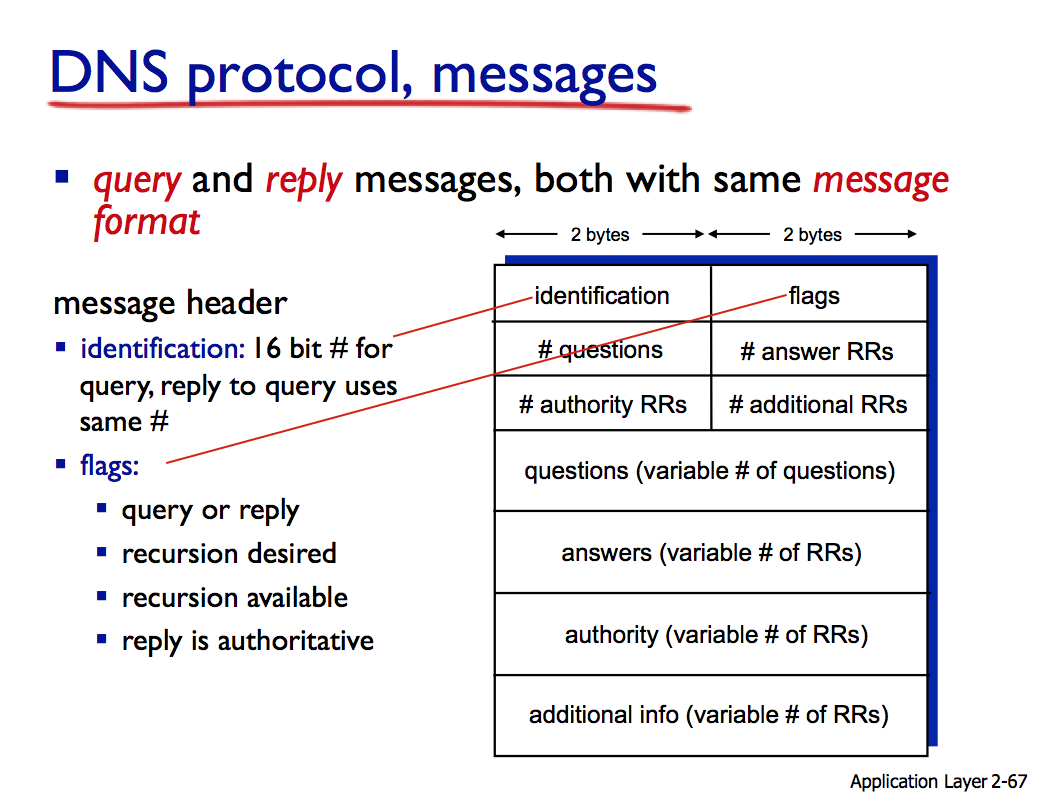 DNS protocol, messages
▪ query and reply messages, both with same message
format
2 bytes 2 bytes
message header
▪ identification: 16 bit # for
query, reply to query uses
same #
▪ flags:
▪ query or reply
▪ recursion desired
▪ recursion available
▪ reply is authoritative
identification flags
# questions # answer RRs
# authority RRs # additional RRs
questions (variable # of questions)
answers (variable # of RRs)
authority (variable # of RRs)
additional info (variable # of RRs)
Application Layer 2-67